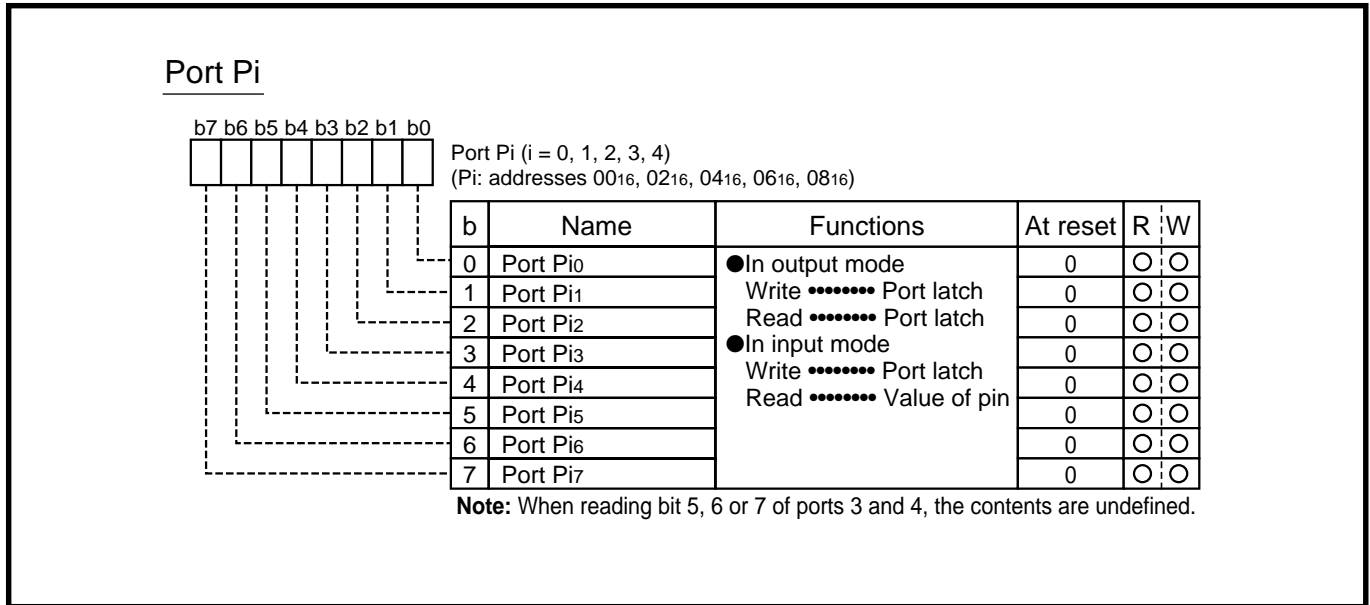 Port Pi
b7 b6 b5 b4 b3 b2 b1 b0
Port Pi (i = 0, 1, 2, 3, 4)
(Pi: addresses 0016, 0216, 0416, 0616, 0816)
b Name Functions At reset R W
0 Port Pi0 ●In output mode 0 ○ ○
1 Port Pi1 Write •••••••• Port latch 0 ○ ○
2 Port Pi2 Read •••••••• Port latch 0 ○ ○
3 Port Pi3 ●In input mode 0 ○ ○
4 Port Pi4 Write •••••••• Port latch 0 ○ ○
5 Port Pi5 Read •••••••• Value of pin 0 ○ ○
6 Port Pi6 0 ○ ○
7 Port Pi7 0 ○ ○
Note: When reading bit 5, 6 or 7 of ports 3 and 4, the contents are undefined.